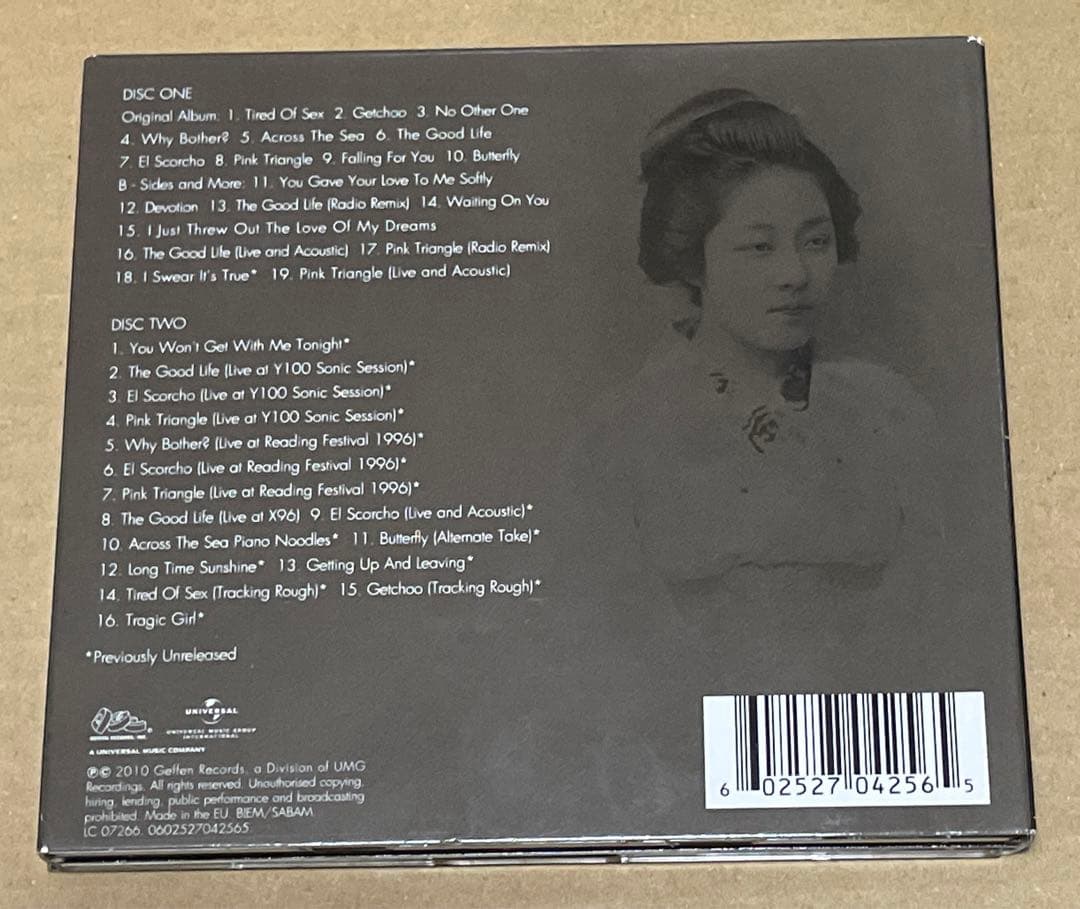 DISC ONE
Original Album: 1. Tired Of Sex 2. Getchoo 3. No Other One
4. Why Bother? 5. Across The Sea 6. The Good Life
7. El Scorcho 8. Pink Triangle 9. Falling For You 10. Butterfly
B - Sides and More: 11. You Gave Your Love To Me Softly
12. Devotion 13. The Good Life (Radio Remix) 14. Waiting On You
15. I Just Threw Out The Love Of My Dreams
16. The Good Life (Live and Acoustic) 17. Pink Triangle (Radio Remix)
18. I Swear It's True* 19. Pink Triangle (Live and Acoustic)
DISC TWO
1. You Won't Get With Me Tonight*
2. The Good Life (Live at Y100 Sonic Session)*
3. El Scorcho (Live at Y100 Sonic Session)*
4. Pink Triangle (Live at Y100 Sonic Session)*
5. Why Bother? (Live at Reading Festival 1996)*
6. El Scorcho (Live at Reading Festival 1996)*
7. Pink Triangle (Live at Reading Festival 1996)*
8. The Good Life (Live at X96) 9. El Scorcho (Live and Acoustic)*
10. Across The Sea Piano Noodles* 11. Butterfly (Alternate Take)*
12. Long Time Sunshine* 13. Getting Up And Leaving*
14. Tired Of Sex (Tracking Rough)* 15. Getchoo (Tracking Rough)*
16. Tragic Girl*
*Previously Unreleased
UNIVERSAL
UNIVERSAL MUSIC GROUP
INTERNATIONAL
GEFFEN RECORDS, INC.
A UNIVERSAL MUSIC COMPANY
℗© 2010 Geffen Records, a Division of UMG
Recordings. All rights reserved. Unauthorised copying,
hiring, lending, public performance and broadcasting
prohibited. Made in the EU. BIEM/SABAM
LC 07266. 0602527042565.
6 02527 04256 5